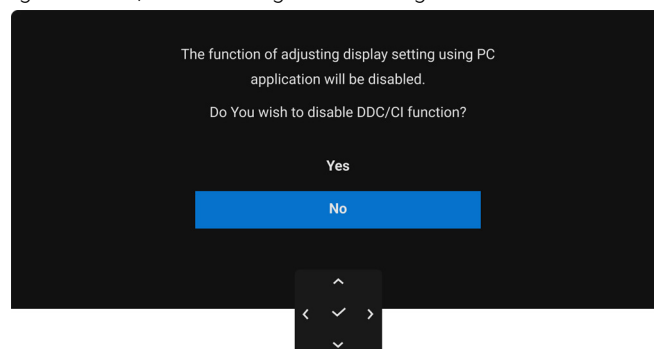 The function of adjusting display setting using PC
application will be disabled.
Do You wish to disable DDC/CI function?
Yes
No